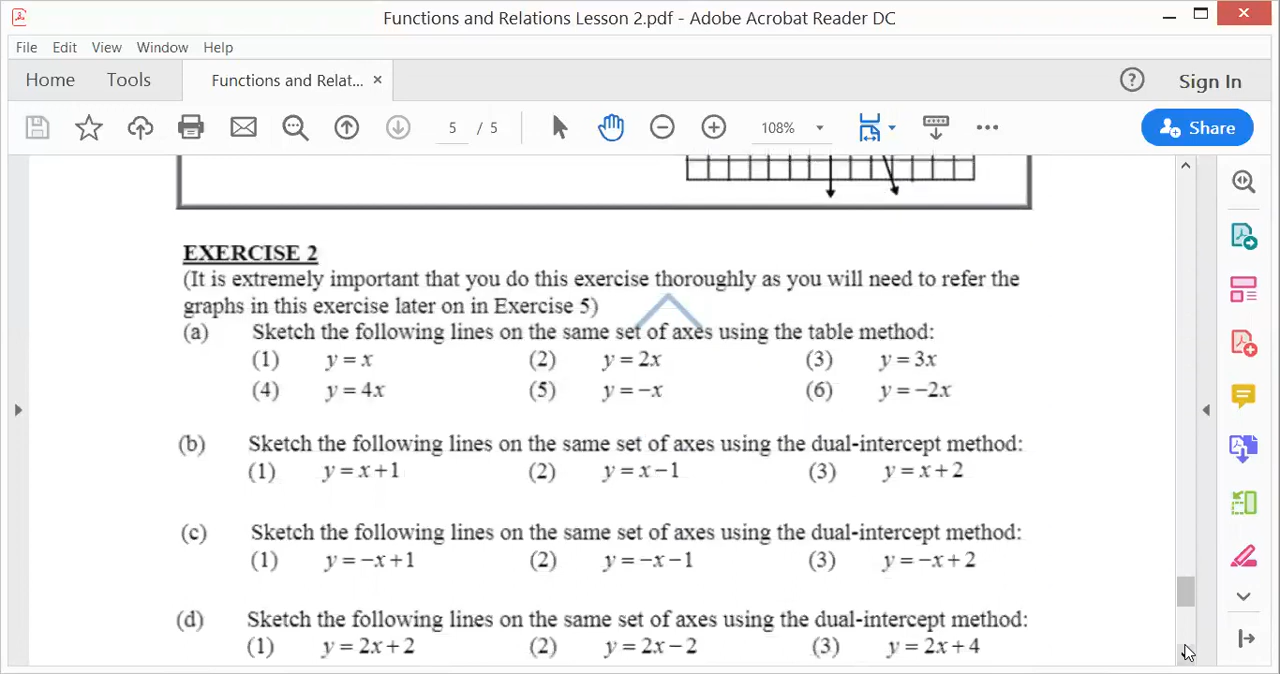 Functions and Relations Lesson 2.pdf - Adobe Acrobat Reader DC
File Edit View Window Help
Home Tools Functions and Relat... × ? Sign In
5 / 5 108% Share
EXERCISE 2
(It is extremely important that you do this exercise thoroughly as you will need to refer the
graphs in this exercise later on in Exercise 5)
(a) Sketch the following lines on the same set of axes using the table method:
(1) y = x (2) y = 2x (3) y = 3x
(4) y = 4x (5) y = −x (6) y = −2x
(b) Sketch the following lines on the same set of axes using the dual-intercept method:
(1) y = x + 1 (2) y = x − 1 (3) y = x + 2
(c) Sketch the following lines on the same set of axes using the dual-intercept method:
(1) y = −x + 1 (2) y = −x − 1 (3) y = −x + 2
(d) Sketch the following lines on the same set of axes using the dual-intercept method:
(1) y = 2x + 2 (2) y = 2x − 2 (3) y = 2x + 4